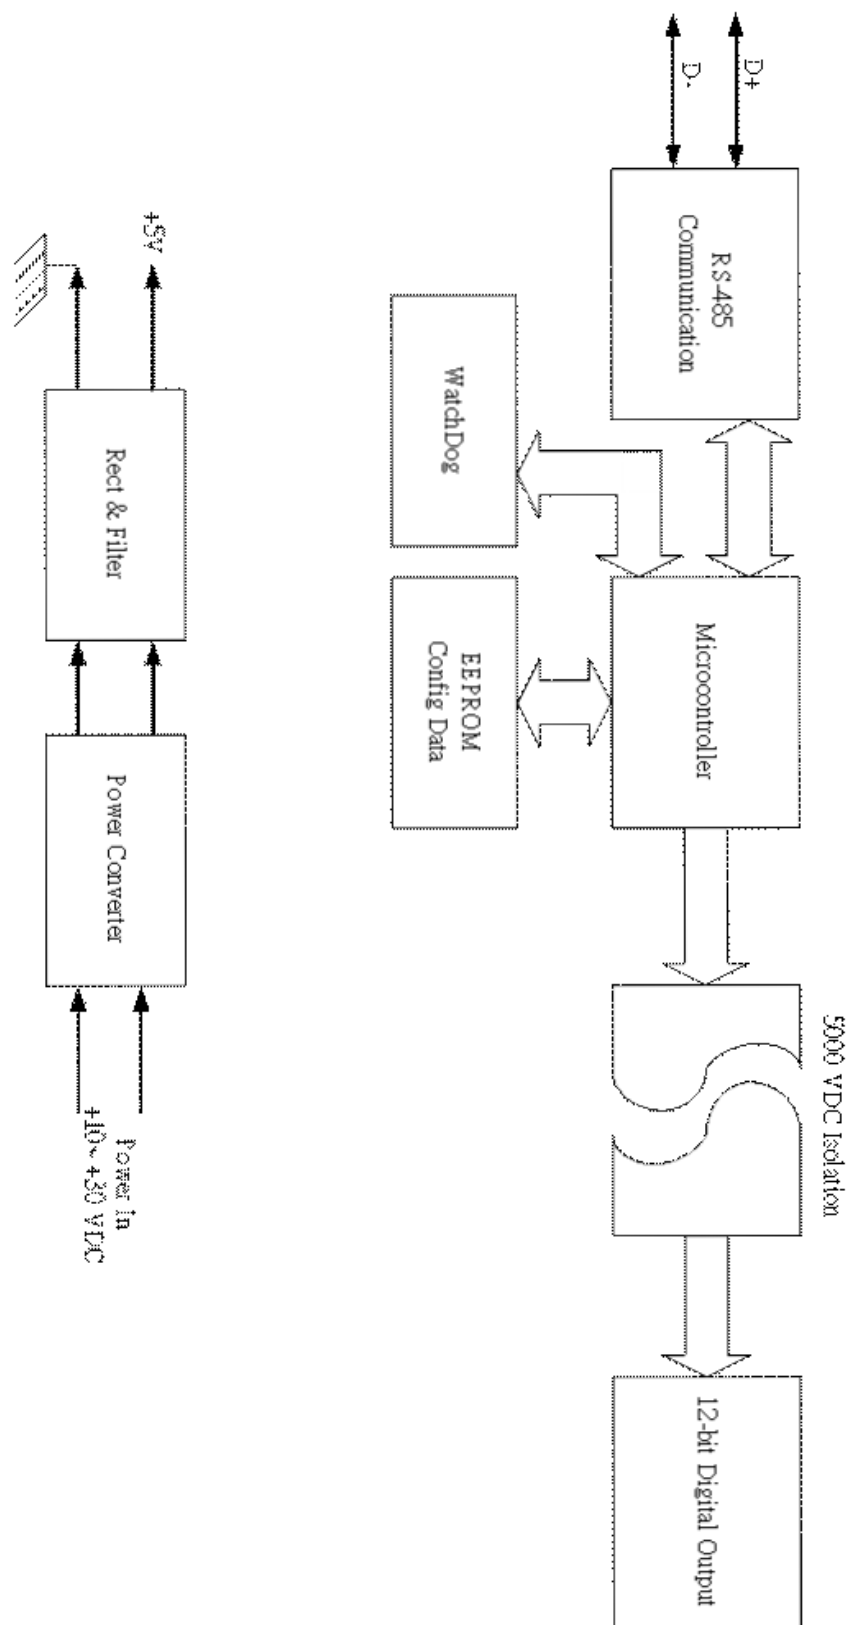 D+
D-
RS-485
Communication
WatchDog
Microcontroller
EEPROM
Config Data
5000 VDC Isolation
12-bit Digital Output
+5V
Rect & Filter
Power Converter
Power in
+10~ +30 VDC